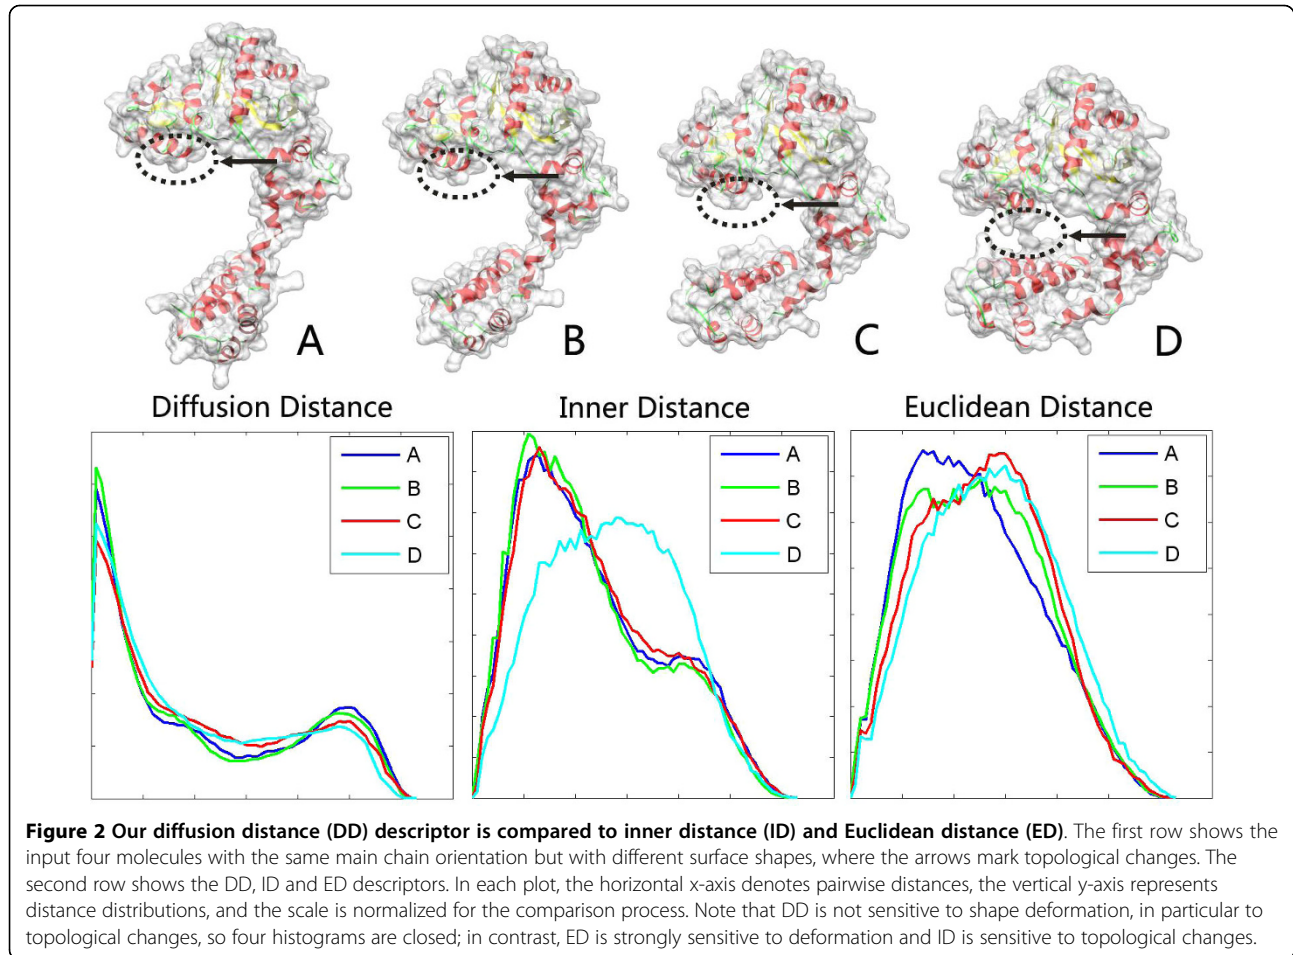 A
B
C
D
Diffusion Distance
Inner Distance
Euclidean Distance
A
B
C
D
A
B
C
D
A
B
C
D
Figure 2 Our diffusion distance (DD) descriptor is compared to inner distance (ID) and Euclidean distance (ED). The first row shows the
input four molecules with the same main chain orientation but with different surface shapes, where the arrows mark topological changes. The
second row shows the DD, ID and ED descriptors. In each plot, the horizontal x-axis denotes pairwise distances, the vertical y-axis represents
distance distributions, and the scale is normalized for the comparison process. Note that DD is not sensitive to shape deformation, in particular to
topological changes, so four histograms are closed; in contrast, ED is strongly sensitive to deformation and ID is sensitive to topological changes.